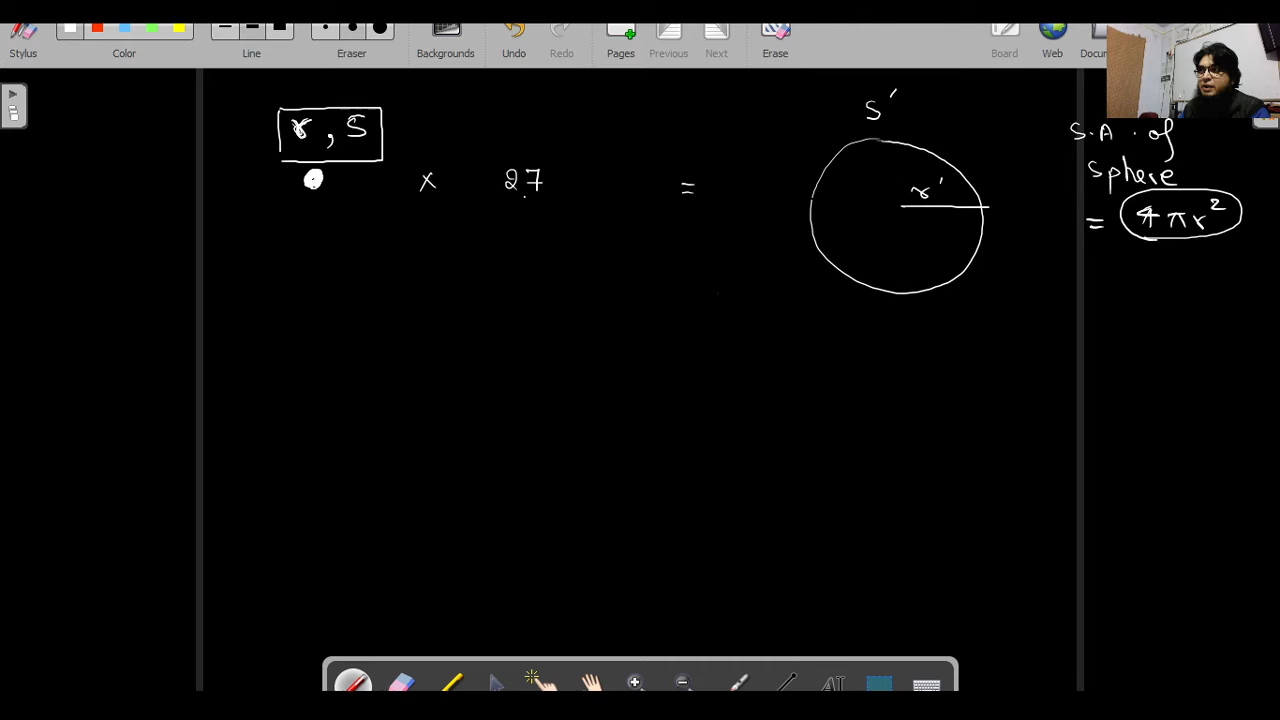 Stylus Color Line Eraser Backgrounds Undo Redo Pages Previous Next Erase Board Web
r , S
× 27 =
S'
r'
S.A. of
Sphere
= 4πr²